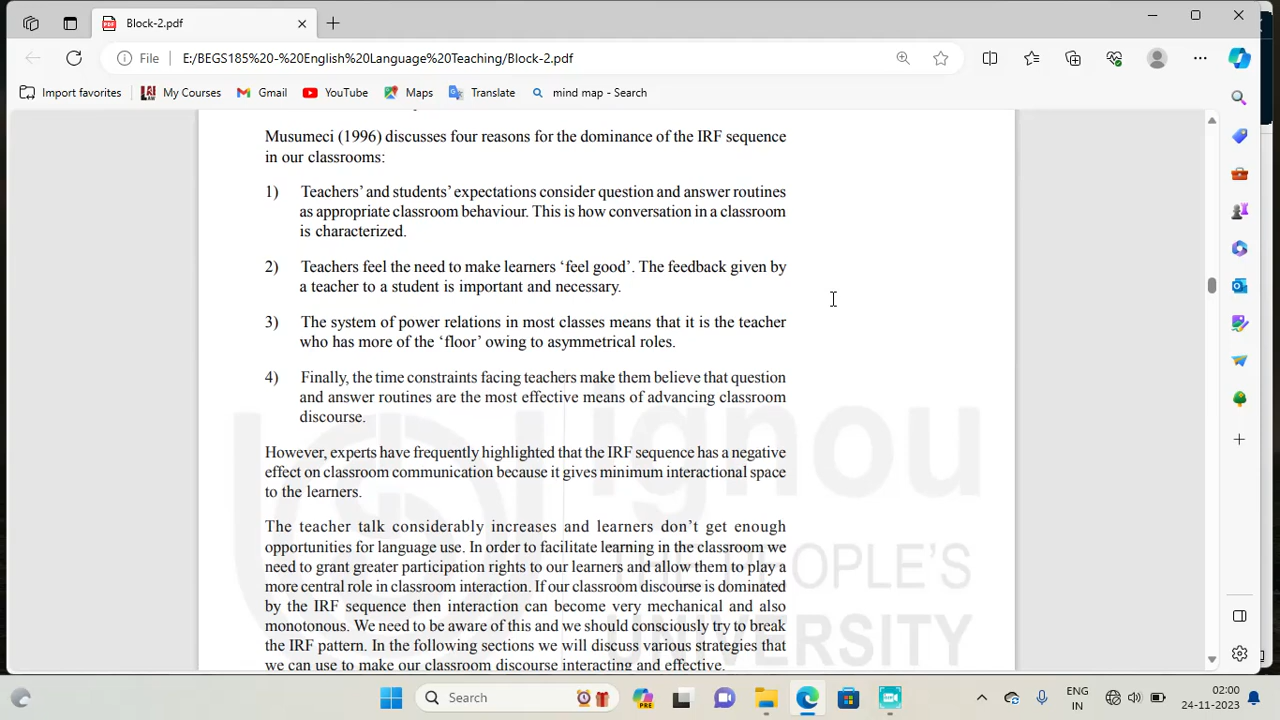 Block-2.pdf
File
E:/BEGS185%20-%20English%20Language%20Teaching/Block-2.pdf
Import favorites
My Courses
Gmail
YouTube
Maps
Translate
mind map - Search
Musumeci (1996) discusses four reasons for the dominance of the IRF sequence
in our classrooms:
1) Teachers' and students' expectations consider question and answer routines
as appropriate classroom behaviour. This is how conversation in a classroom
is characterized.
2) Teachers feel the need to make learners 'feel good'. The feedback given by
a teacher to a student is important and necessary.
3) The system of power relations in most classes means that it is the teacher
who has more of the 'floor' owing to asymmetrical roles.
4) Finally, the time constraints facing teachers make them believe that question
and answer routines are the most effective means of advancing classroom
discourse.
However, experts have frequently highlighted that the IRF sequence has a negative
effect on classroom communication because it gives minimum interactional space
to the learners.
The teacher talk considerably increases and learners don't get enough
opportunities for language use. In order to facilitate learning in the classroom we
need to grant greater participation rights to our learners and allow them to play a
more central role in classroom interaction. If our classroom discourse is dominated
by the IRF sequence then interaction can become very mechanical and also
monotonous. We need to be aware of this and we should consciously try to break
the IRF pattern. In the following sections we will discuss various strategies that
we can use to make our classroom discourse interacting and effective.
ignou
THE PEOPLE'S
UNIVERSITY
Search
PRE
ENG
IN
02:00
24-11-2023